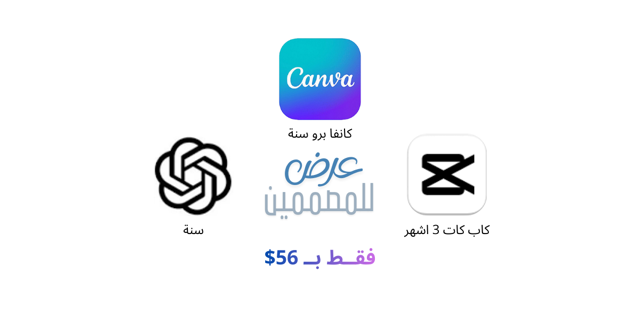 Canva
كانفا برو سنة
عرض
للمصممين
سنة
كاب كات 3 اشهر
فقــط بــ 56$